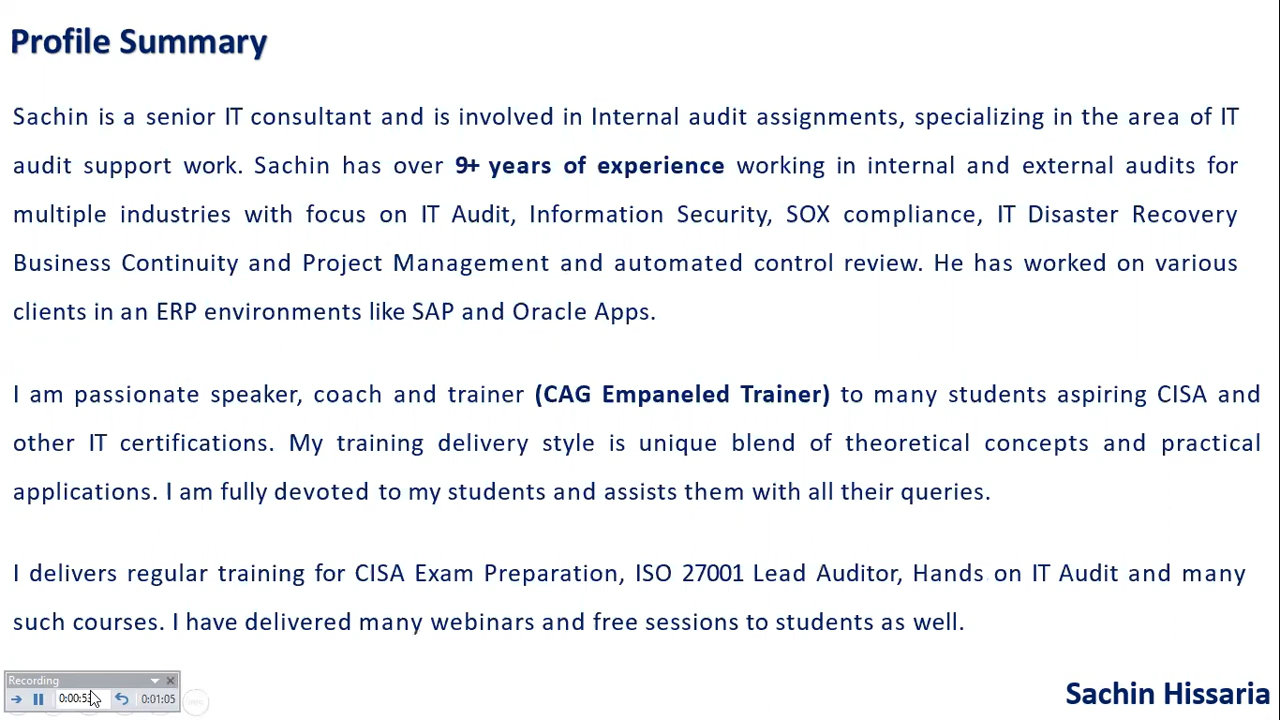 Profile Summary
Sachin is a senior IT consultant and is involved in Internal audit assignments, specializing in the area of IT
audit support work. Sachin has over 9+ years of experience working in internal and external audits for
multiple industries with focus on IT Audit, Information Security, SOX compliance, IT Disaster Recovery
Business Continuity and Project Management and automated control review. He has worked on various
clients in an ERP environments like SAP and Oracle Apps.
I am passionate speaker, coach and trainer (CAG Empaneled Trainer) to many students aspiring CISA and
other IT certifications. My training delivery style is unique blend of theoretical concepts and practical
applications. I am fully devoted to my students and assists them with all their queries.
I delivers regular training for CISA Exam Preparation, ISO 27001 Lead Auditor, Hands on IT Audit and many
such courses. I have delivered many webinars and free sessions to students as well.
Recording
0:01:05
Sachin Hissaria